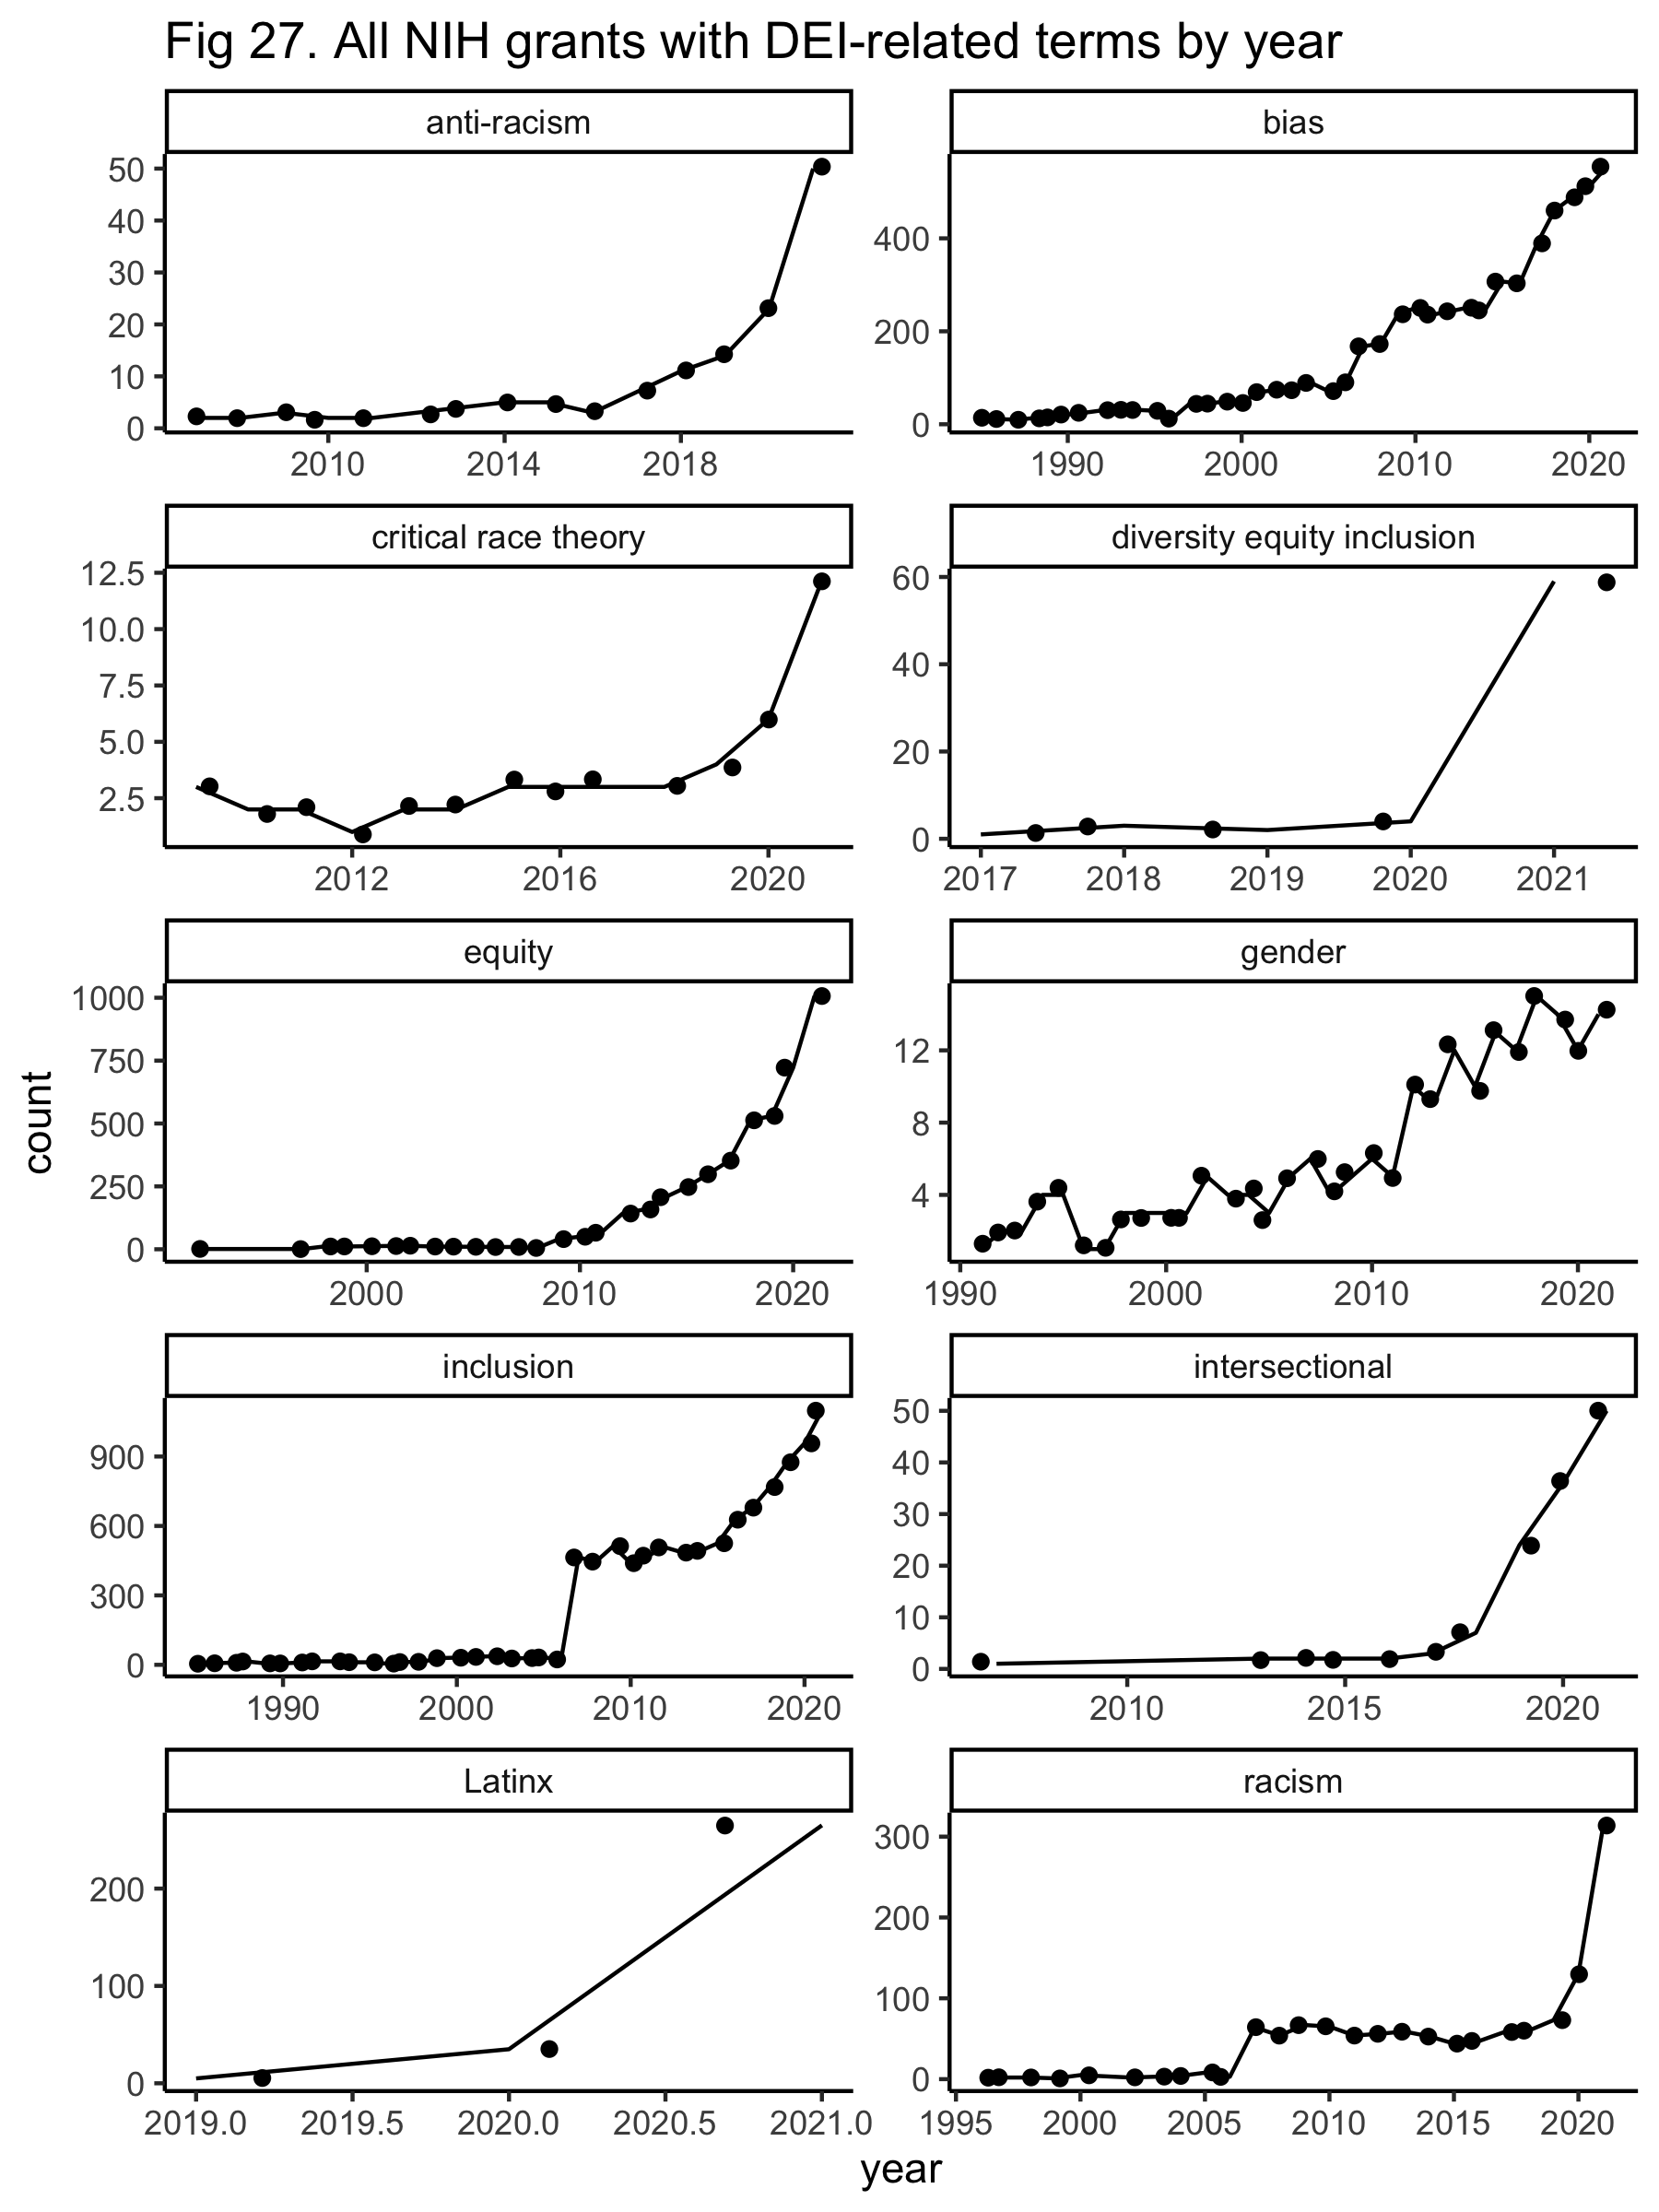 Fig 27. All NIH grants with DEI-related terms by year
anti-racism
50
40
30
20
10
0
2010 2014 2018
bias
400
200
0
1990 2000 2010 2020
critical race theory
12.5
10.0
7.5
5.0
2.5
2012 2016 2020
diversity equity inclusion
60
40
20
0
2017 2018 2019 2020 2021
count
equity
1000
750
500
250
0
2000 2010 2020
gender
12
8
4
1990 2000 2010 2020
inclusion
900
600
300
0
1990 2000 2010 2020
intersectional
50
40
30
20
10
0
2010 2015 2020
Latinx
200
100
0
2019.0 2019.5 2020.0 2020.5 2021.0
racism
300
200
100
0
1995 2000 2005 2010 2015 2020
year